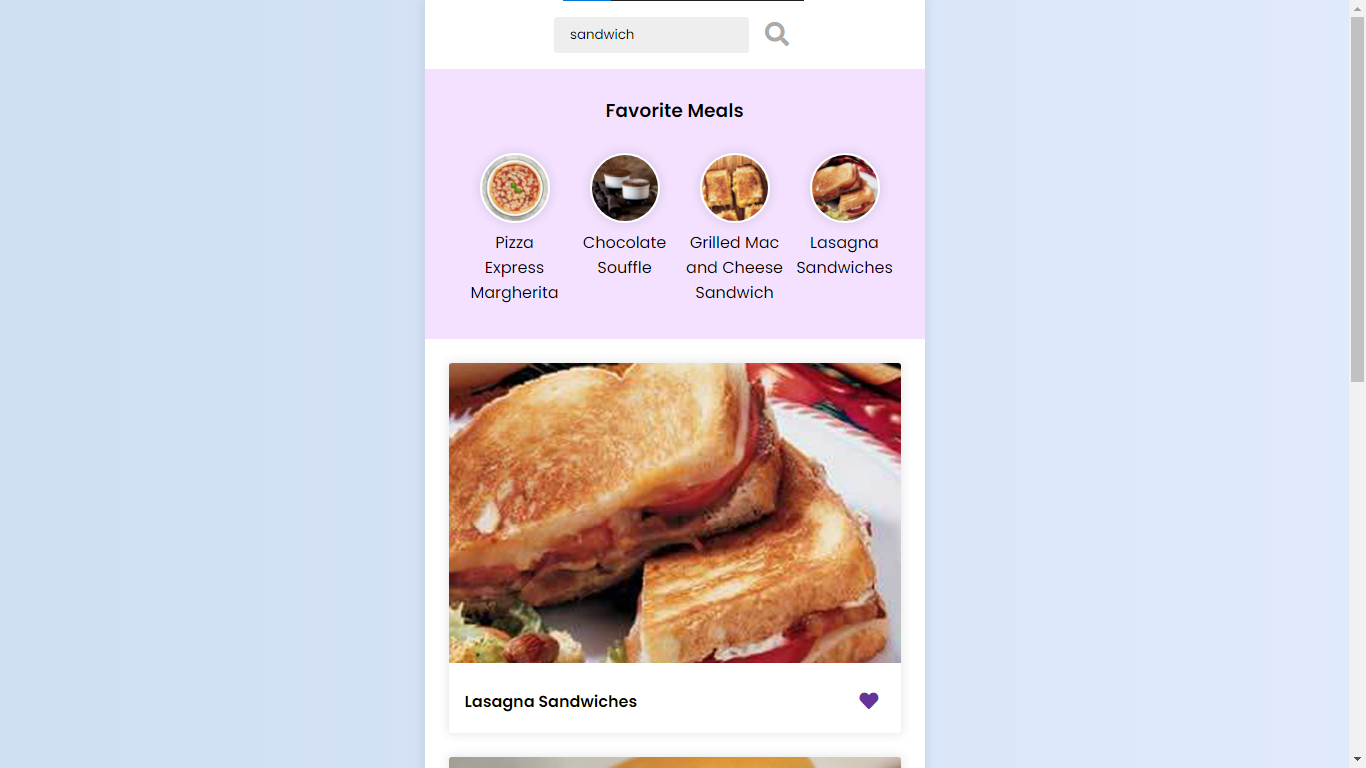 sandwich
Favorite Meals
Pizza
Express
Margherita
Chocolate
Souffle
Grilled Mac
and Cheese
Sandwich
Lasagna
Sandwiches
Lasagna Sandwiches